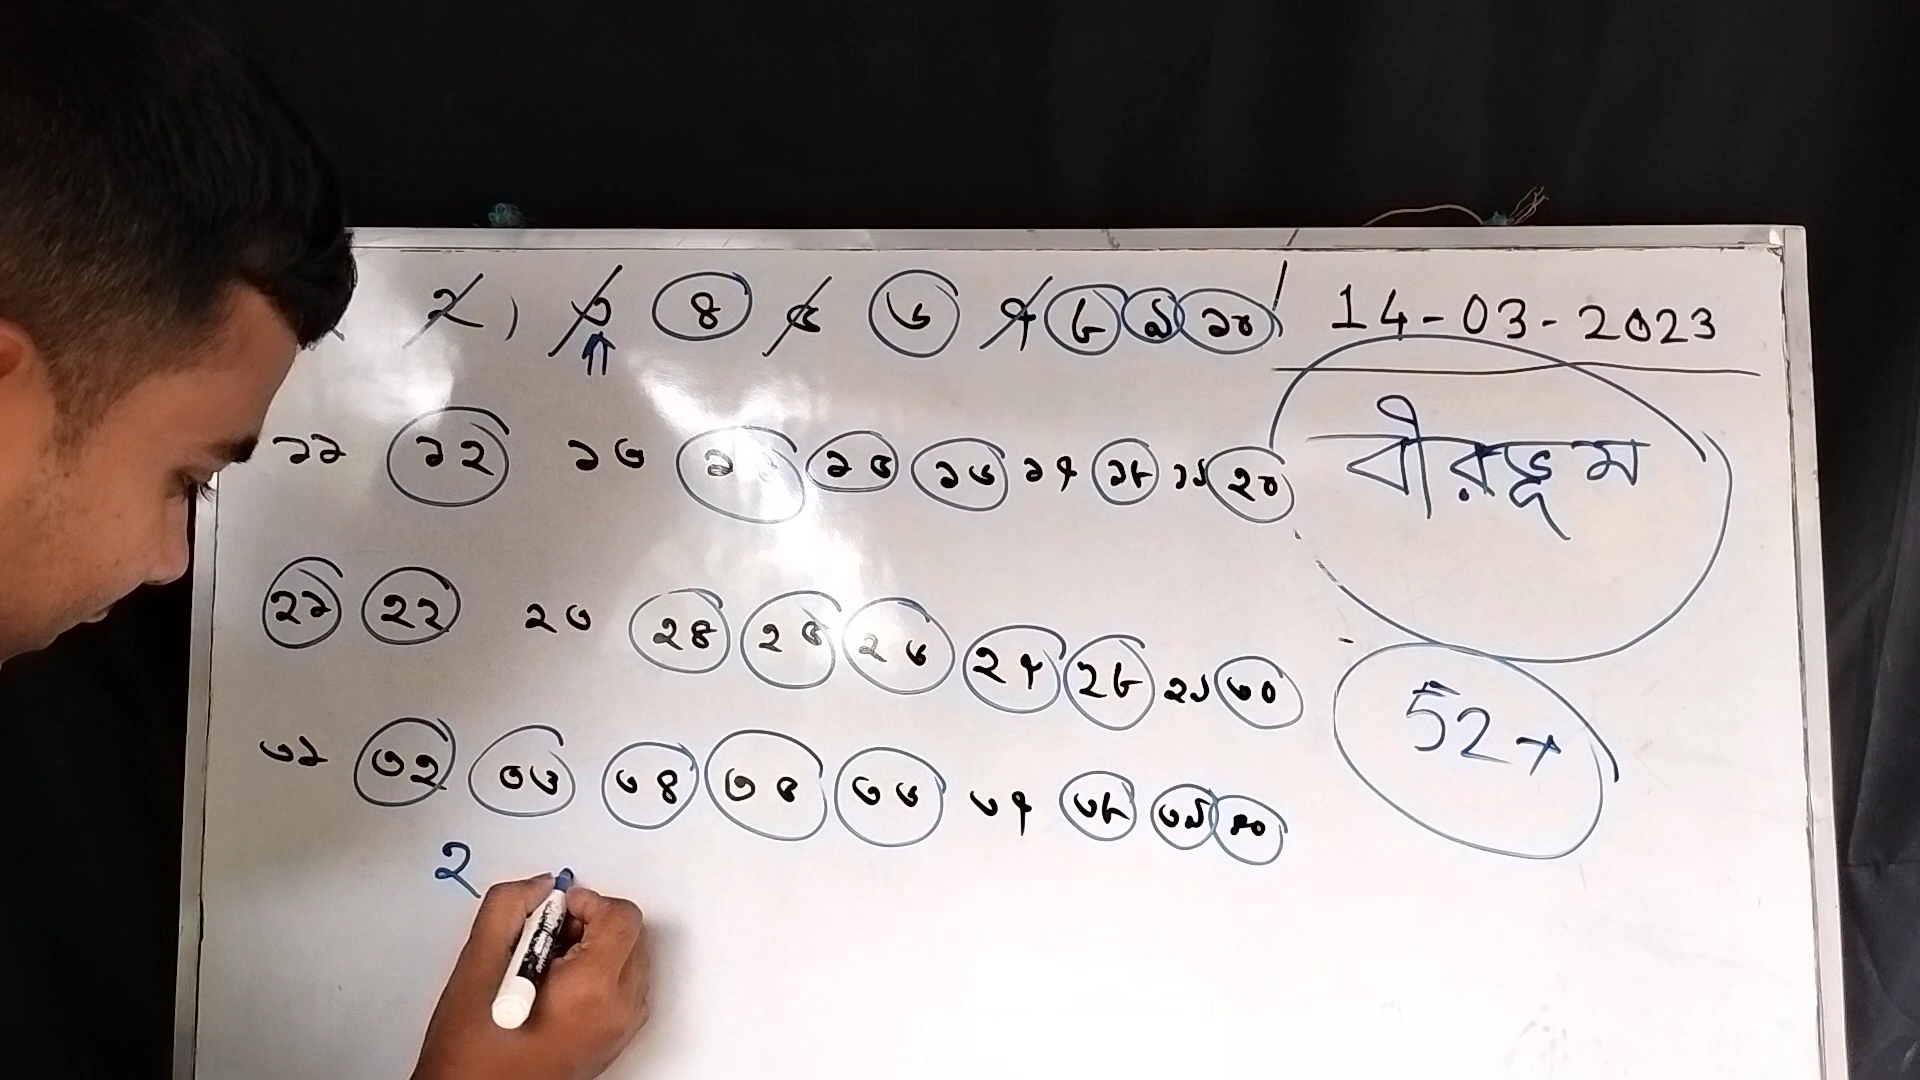 ২, ৩ ৪ ৫ ৬ ৭ ৮ ৯ ১০ 14-03-2023
১১ ১২ ১৩ ১৪ ১৫ ১৬ ১৭ ১৮ ১৯ ২০ বীরভূম
২১ ২২ ২৩ ২৪ ২৫ ২৬ ২৭ ২৮ ২৯ ৩০ 52→
৩১ ৩২ ৩৩ ৩৪ ৩৫ ৩৬ ৩৭ ৩৮ ৩৯ ৪০
২